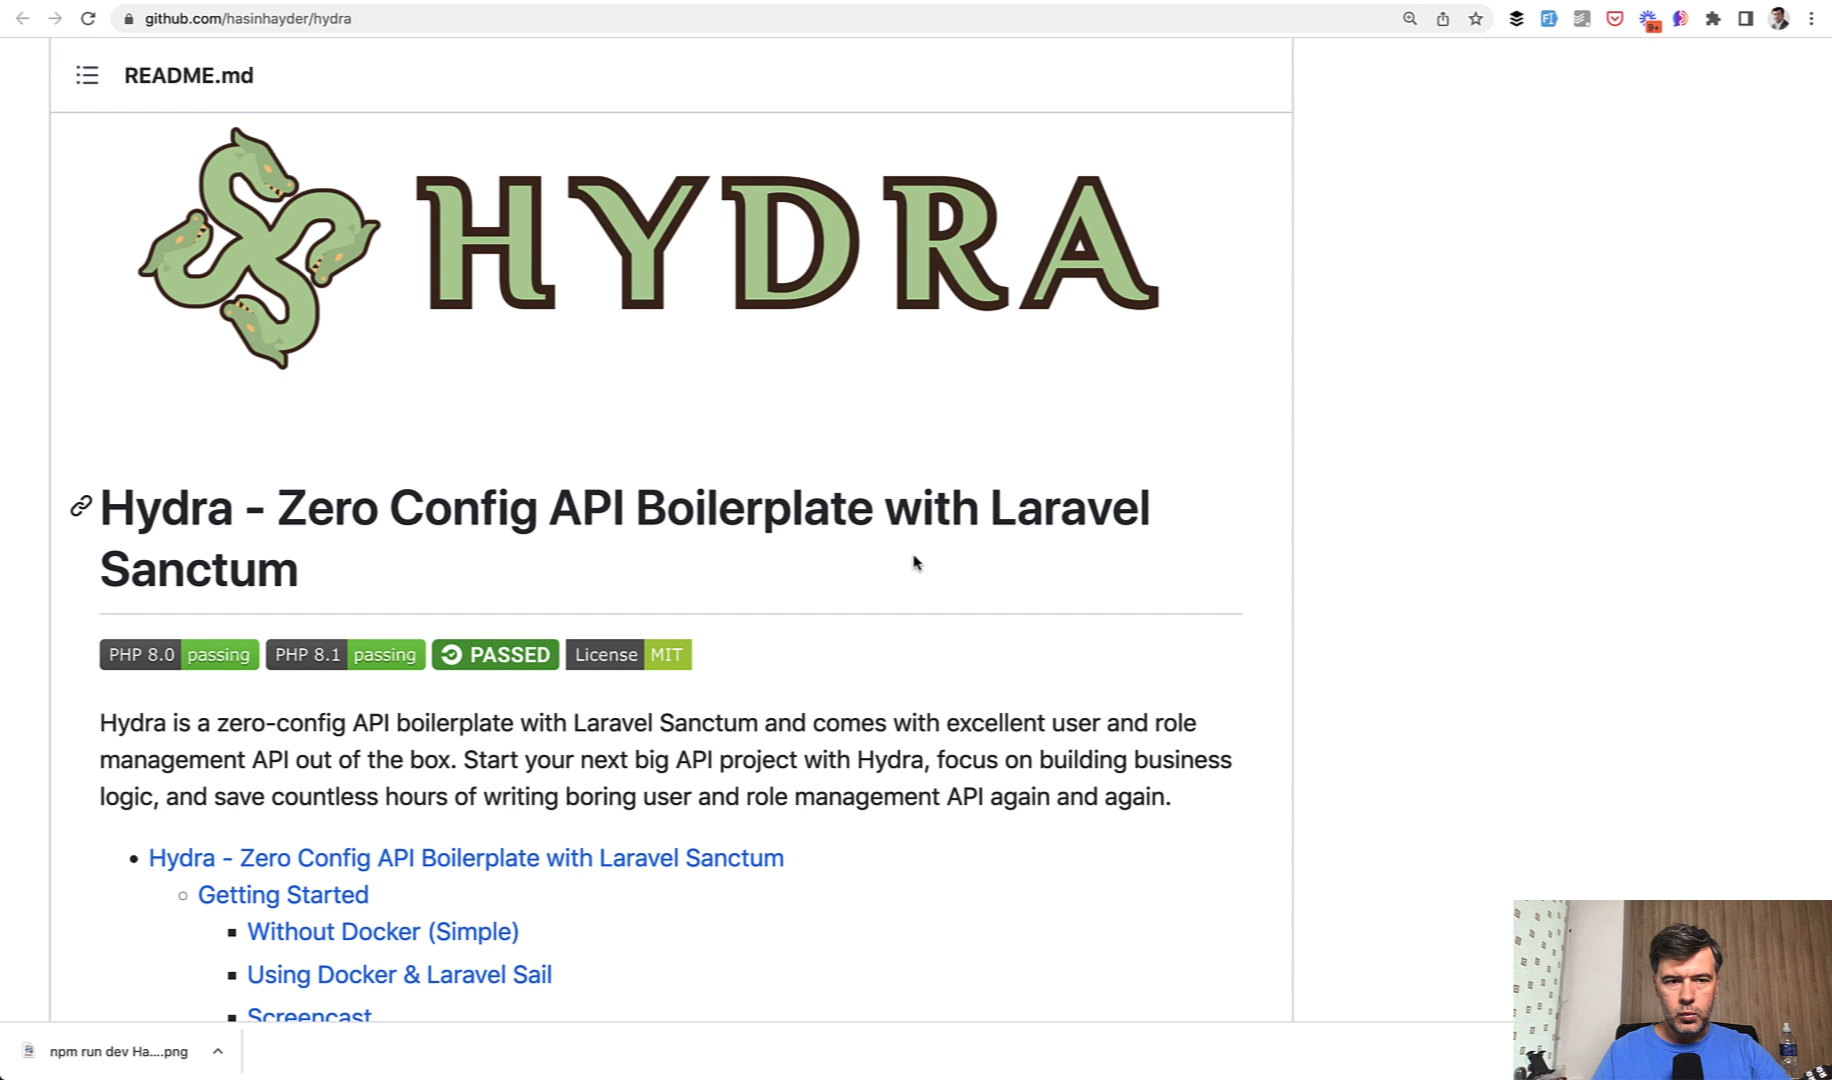 github.com/hasinhayder/hydra
9+
README.md
HYDRA
Hydra - Zero Config API Boilerplate with Laravel
Sanctum
PHP 8.0 passing PHP 8.1 passing PASSED License MIT
Hydra is a zero-config API boilerplate with Laravel Sanctum and comes with excellent user and role
management API out of the box. Start your next big API project with Hydra, focus on building business
logic, and save countless hours of writing boring user and role management API again and again.
Hydra - Zero Config API Boilerplate with Laravel Sanctum
Getting Started
Without Docker (Simple)
Using Docker & Laravel Sail
Screencast
npm run dev Ha....png